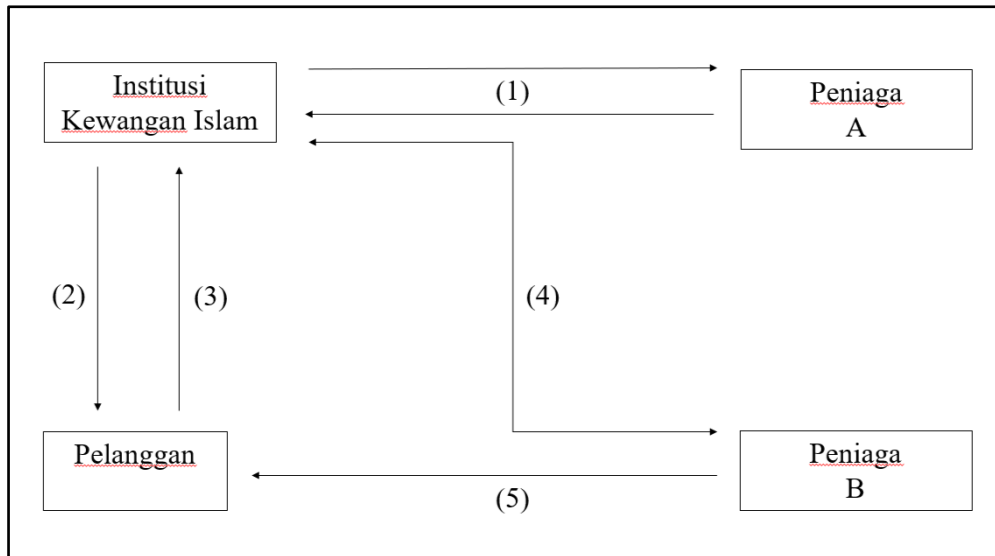 Institusi
Kewangan Islam
(1)
Peniaga
A
(2)
(3)
(4)
Pelanggan
Peniaga
B
(5)